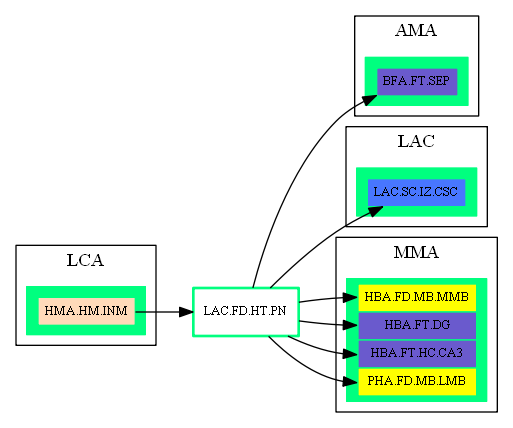 AMA
BFA.FT.SEP
LAC
LAC.SC.IZ.CSC
LCA
HMA.HM.INM
LAC.FD.HT.PN
MMA
HBA.FD.MB.MMB
HBA.FT.DG
HBA.FT.HC.CA3
PHA.FD.MB.LMB